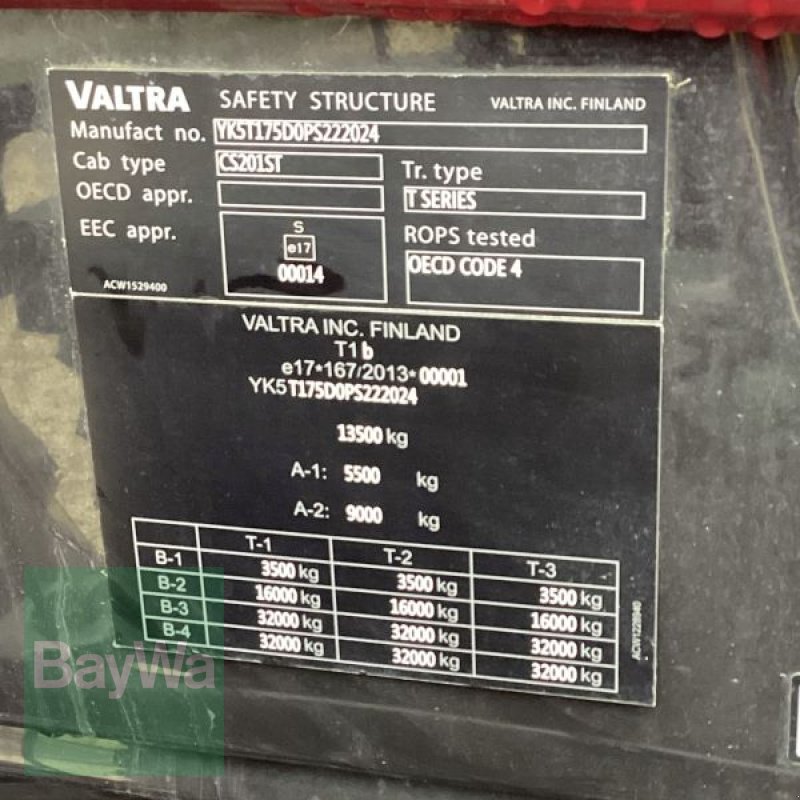 VALTRA SAFETY STRUCTURE VALTRA INC. FINLAND
Manufact no. YK5T175D0PS222024
Cab type CS201ST
Tr. type
OECD appr.
T SERIES
EEC appr. S
e17
00014
ROPS tested
OECD CODE 4
ACW1529400
VALTRA INC. FINLAND
T1b
e17*167/2013*00001
YK5T175D0PS222024
13500 kg
A-1: 5500 kg
A-2: 9000 kg
T-1 T-2 T-3
B-1 3500 kg 3500 kg 3500 kg
B-2 16000 kg 16000 kg 16000 kg
B-3 32000 kg 32000 kg 32000 kg
B-4 32000 kg 32000 kg 32000 kg
ACW1228940
BayWa